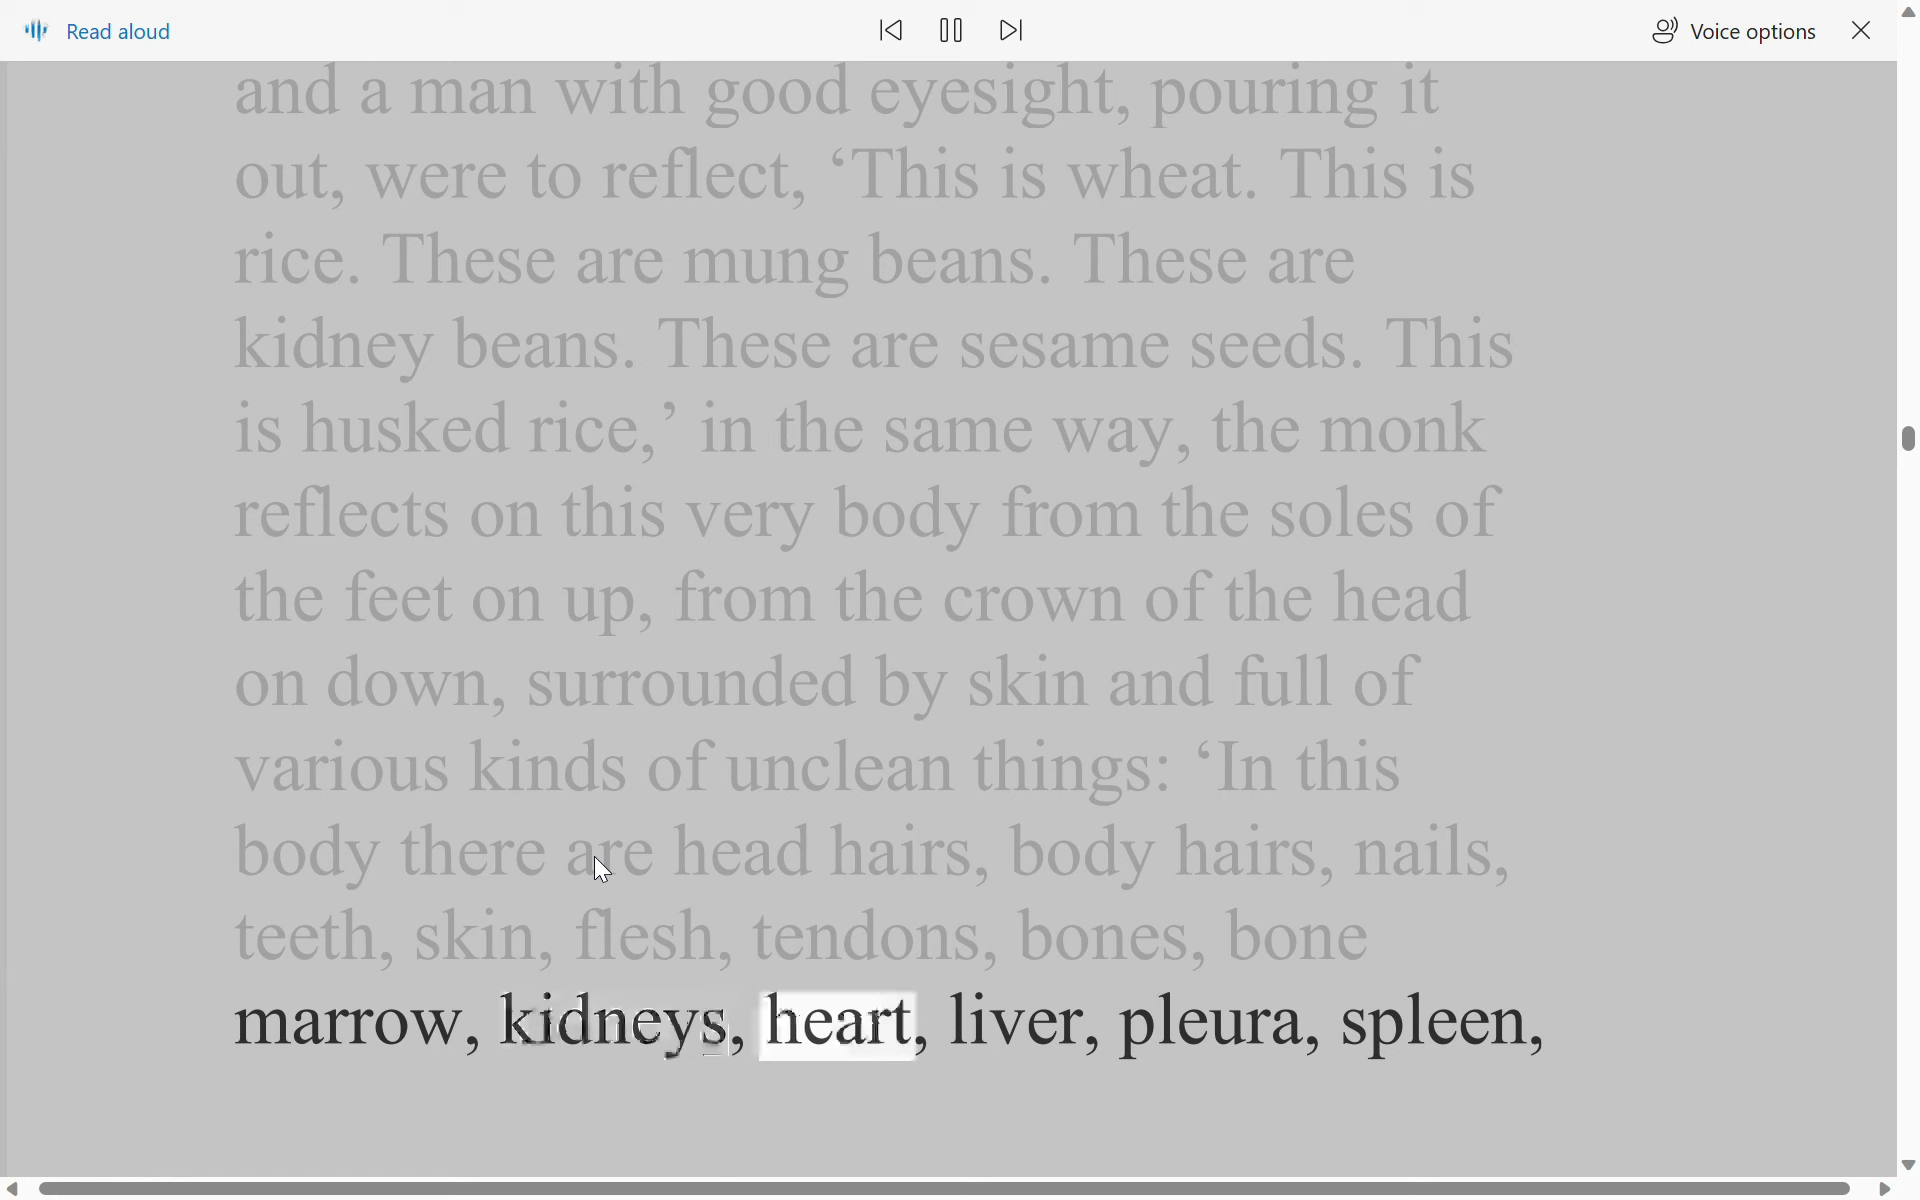 Read aloud
Voice options
and a man with good eyesight, pouring it
out, were to reflect, ‘This is wheat. This is
rice. These are mung beans. These are
kidney beans. These are sesame seeds. This
is husked rice,’ in the same way, the monk
reflects on this very body from the soles of
the feet on up, from the crown of the head
on down, surrounded by skin and full of
various kinds of unclean things: ‘In this
body there are head hairs, body hairs, nails,
teeth, skin, flesh, tendons, bones, bone
marrow, kidneys, heart, liver, pleura, spleen,